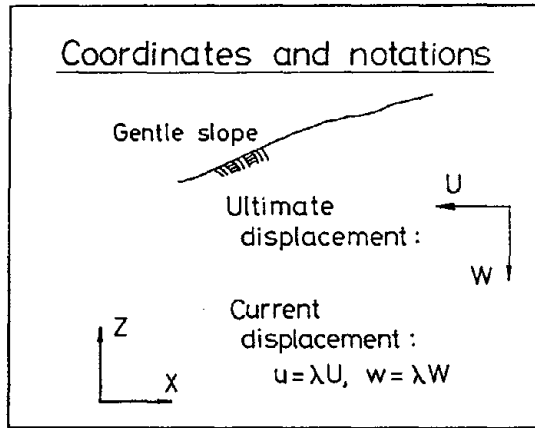 Coordinates and notations
Gentle slope
Ultimate
displacement :
U
W
Current
displacement :
u = λU, w = λW
Z
X